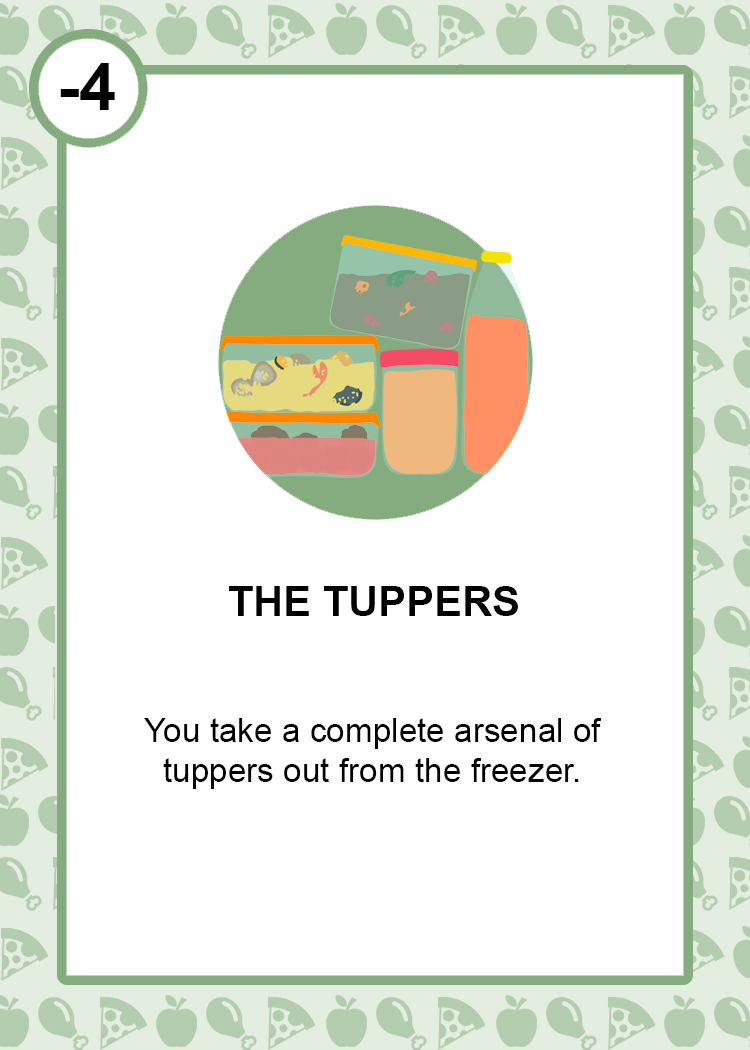 -4
THE TUPPERS
You take a complete arsenal of
tuppers out from the freezer.